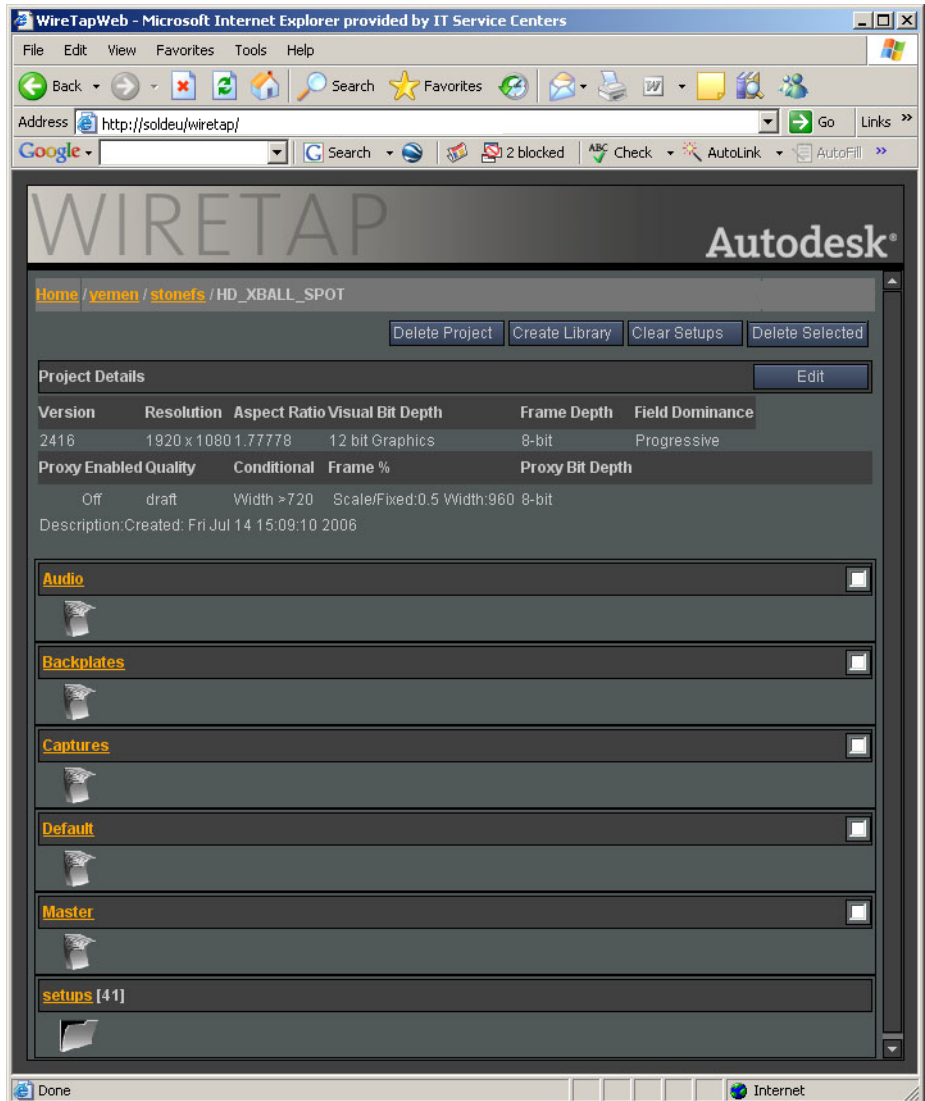 WireTapWeb - Microsoft Internet Explorer provided by IT Service Centers
File Edit View Favorites Tools Help
Back Search Favorites W
Address http://soldeu/wiretap/ Go Links »
Google G Search 2 blocked ABC Check AutoLink AutoFill »
WIRETAP Autodesk®
Home / yemen / stonefs / HD_XBALL_SPOT
Delete Project Create Library Clear Setups Delete Selected
Project Details Edit
Version Resolution Aspect Ratio Visual Bit Depth Frame Depth Field Dominance
2416 1920 x 1080 1.77778 12 bit Graphics 8-bit Progressive
Proxy Enabled Quality Conditional Frame % Proxy Bit Depth
Off draft Width >720 Scale/Fixed:0.5 Width:960 8-bit
Description:Created: Fri Jul 14 15:09:10 2006
Audio
Backplates
Captures
Default
Master
setups [41]
Done Internet